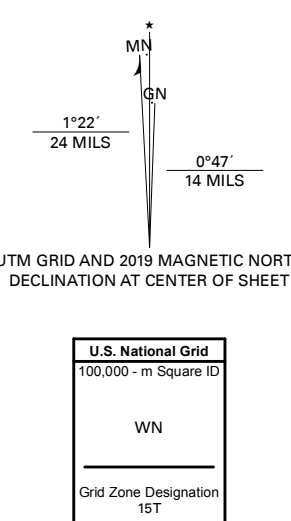 ★
MN
GN
1°22´
24 MILS
0°47´
14 MILS
UTM GRID AND 2019 MAGNETIC NORT
DECLINATION AT CENTER OF SHEET
U.S. National Grid
100,000 - m Square ID
WN
Grid Zone Designation
15T